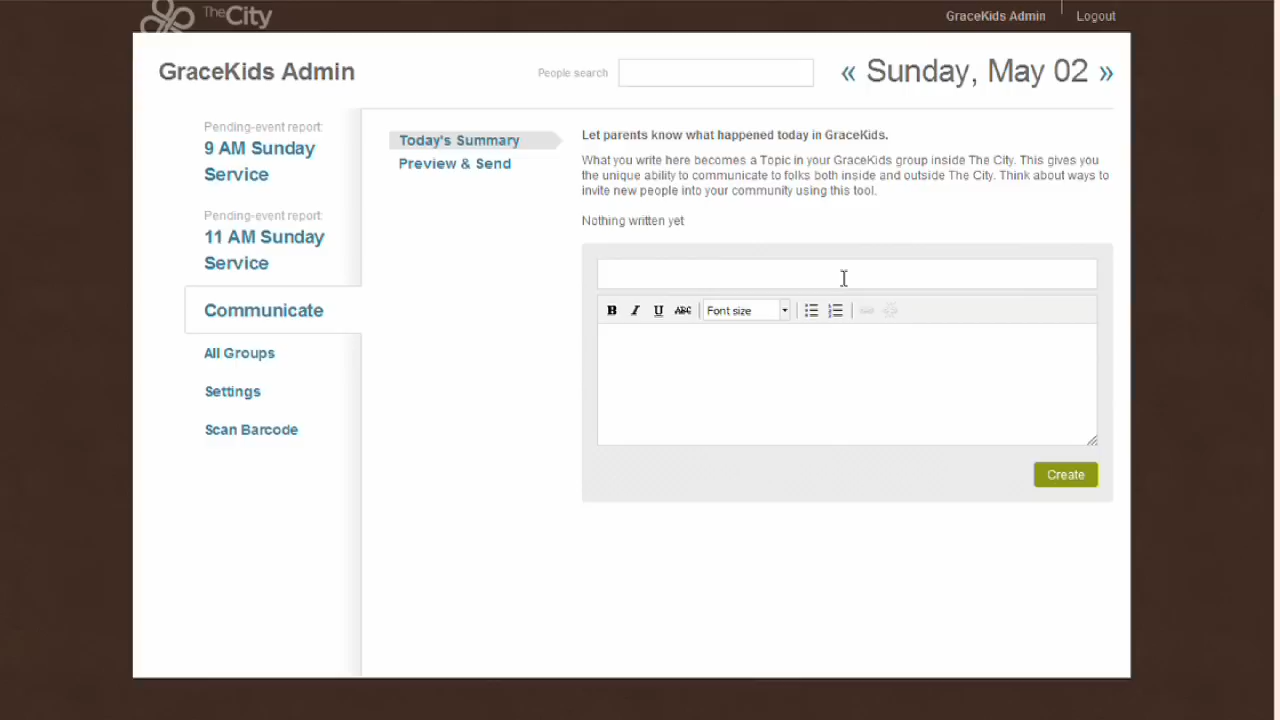 TheCity
GraceKids Admin
Logout
GraceKids Admin
People search
« Sunday, May 02 »
Pending-event report:
9 AM Sunday
Service
Pending-event report:
11 AM Sunday
Service
Communicate
All Groups
Settings
Scan Barcode
Today's Summary
Preview & Send
Let parents know what happened today in GraceKids.
What you write here becomes a Topic in your GraceKids group inside The City. This gives you
the unique ability to communicate to folks both inside and outside The City. Think about ways to
invite new people into your community using this tool.
Nothing written yet
B I U ABC Font size
Create